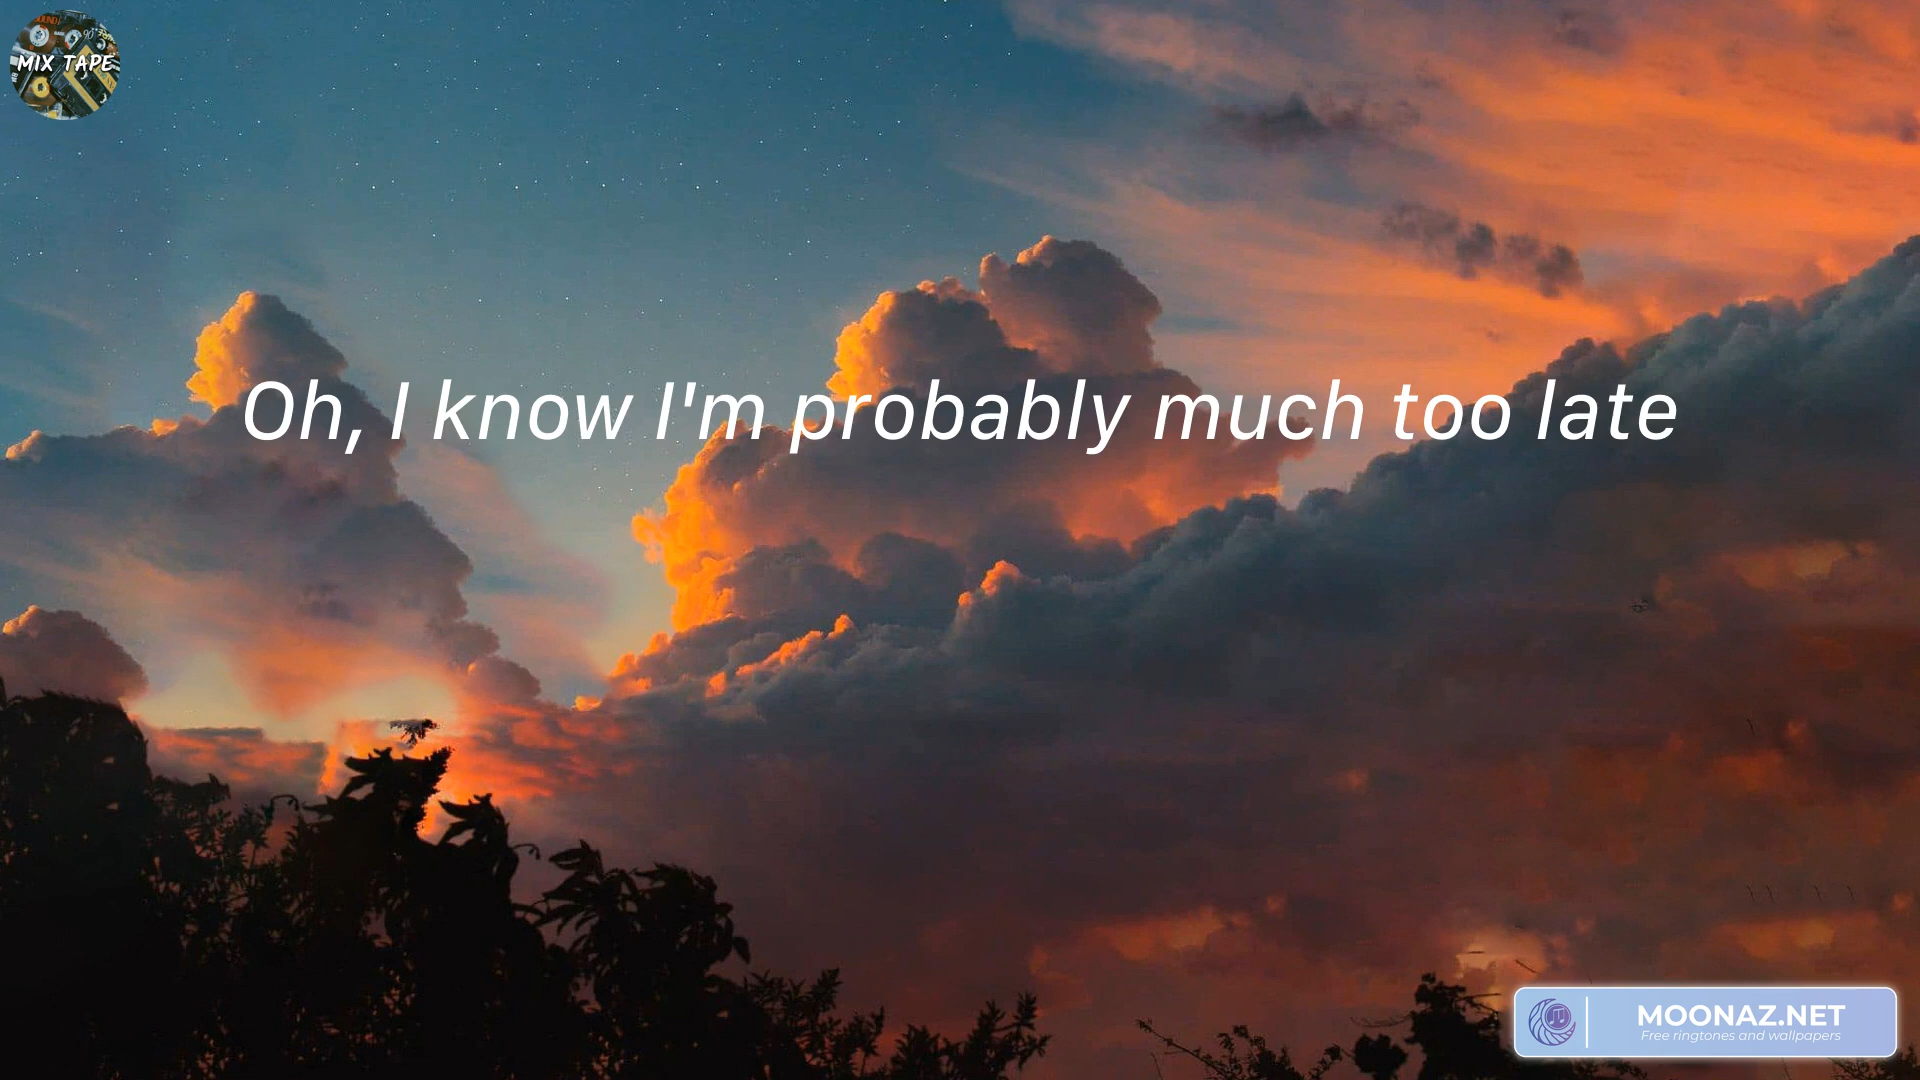 MIX TAPE
Oh, I know I'm probably much too late
MOONAZ.NET
Free ringtones and wallpapers